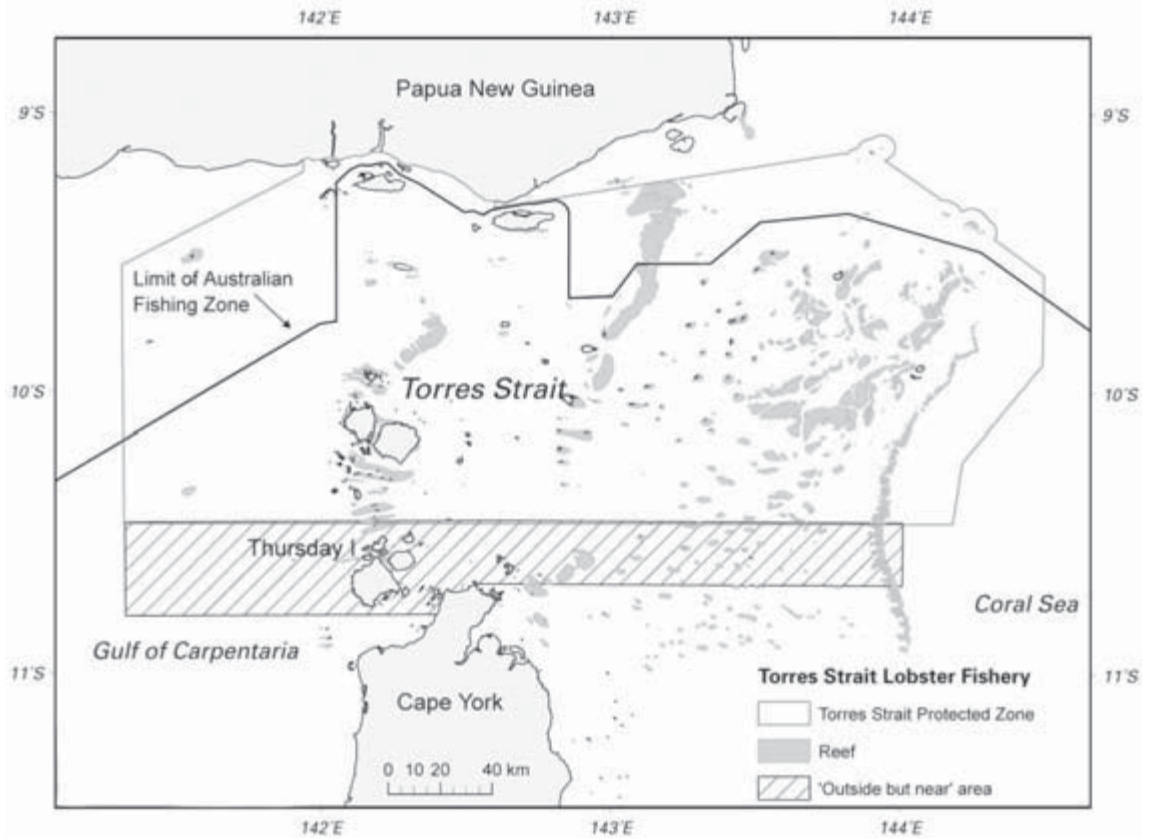 142˚E 143˚E 144˚E
Papua New Guinea
9˚S 9˚S
Limit of Australian
Fishing Zone
10˚S Torres Strait 10˚S
Thursday I
Coral Sea
Gulf of Carpentaria
11˚S 11˚S
Torres Strait Lobster Fishery
Cape York
Torres Strait Protected Zone
Reef
0 10 20 40 km
'Outside but near' area
142˚E 143˚E 144˚E